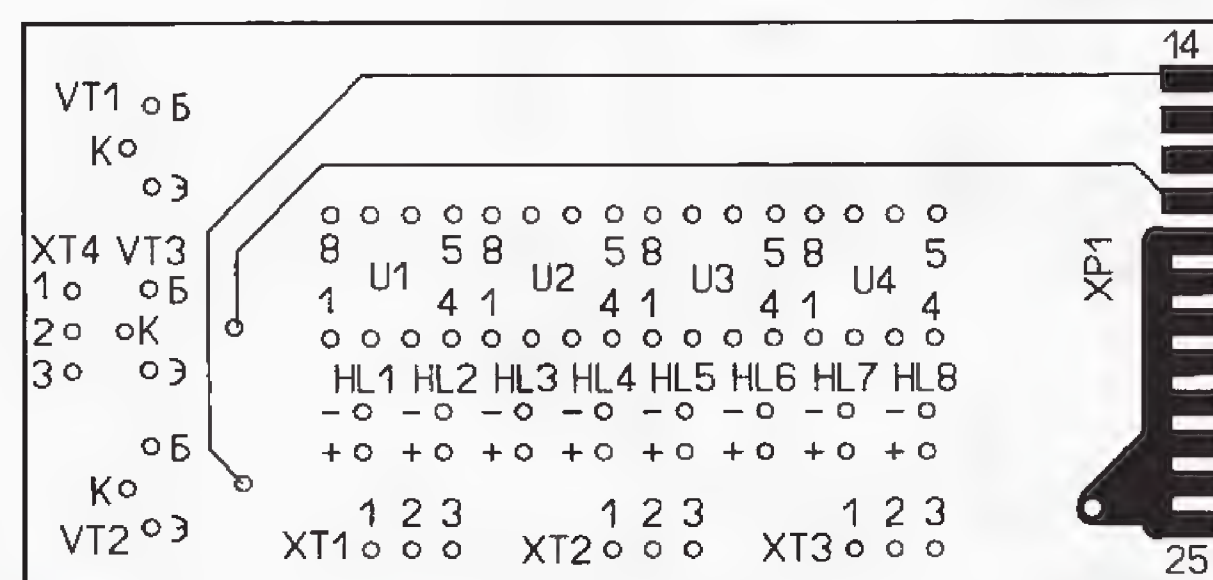 14
VT1 Б
К
Э
XT4 VT3
8 5 8 5 8 5 8 5
U1 U2 U3 U4
XP1
1 Б
1 4 1 4 1 4 1 4
2 К
3 Э
HL1 HL2 HL3 HL4 HL5 HL6 HL7 HL8
- - - - - - - -
Б
+ + + + + + + +
К
1 2 3 1 2 3 1 2 3
VT2 Э
XT1 XT2 XT3
25